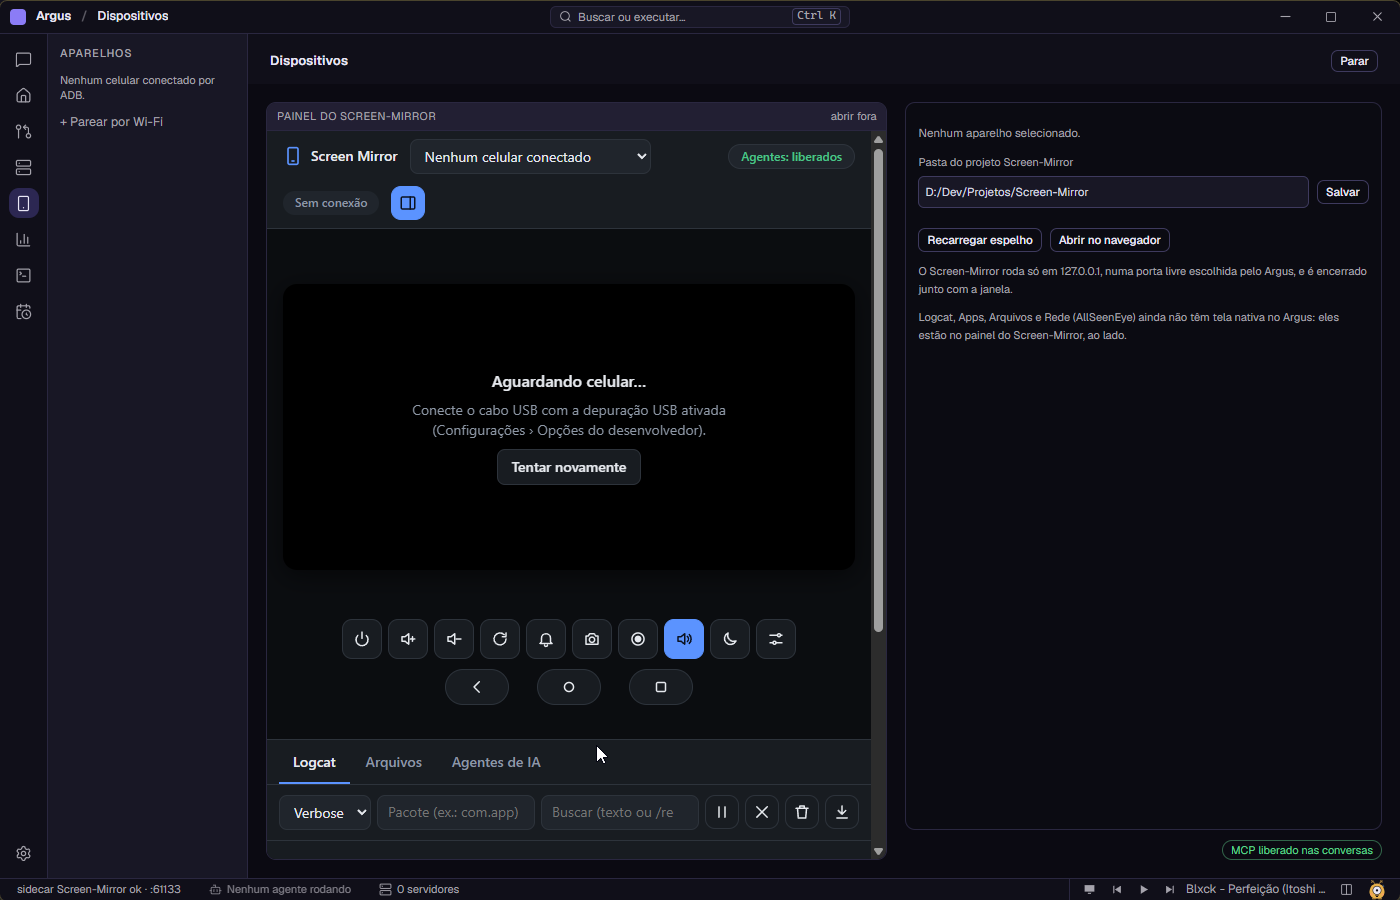 Argus / Dispositivos
Buscar ou executar...
Ctrl K
APARELHOS
Nenhum celular conectado por
ADB.
+ Parear por Wi-Fi
Dispositivos
Parar
PAINEL DO SCREEN-MIRROR
abrir fora
Screen Mirror
Nenhum celular conectado
Agentes: liberados
Sem conexão
Aguardando celular...
Conecte o cabo USB com a depuração USB ativada
(Configurações › Opções do desenvolvedor).
Tentar novamente
Logcat
Arquivos
Agentes de IA
Verbose
Pacote (ex.: com.app)
Buscar (texto ou /re
Nenhum aparelho selecionado.
Pasta do projeto Screen-Mirror
D:/Dev/Projetos/Screen-Mirror
Salvar
Recarregar espelho
Abrir no navegador
O Screen-Mirror roda só em 127.0.0.1, numa porta livre escolhida pelo Argus, e é encerrado
junto com a janela.
Logcat, Apps, Arquivos e Rede (AllSeenEye) ainda não têm tela nativa no Argus: eles
estão no painel do Screen-Mirror, ao lado.
MCP liberado nas conversas
sidecar Screen-Mirror ok · :61133
Nenhum agente rodando
0 servidores
Blxck - Perfeição (Itoshi ...